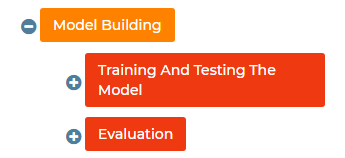 Model Building
Training And Testing The
Model
Evaluation